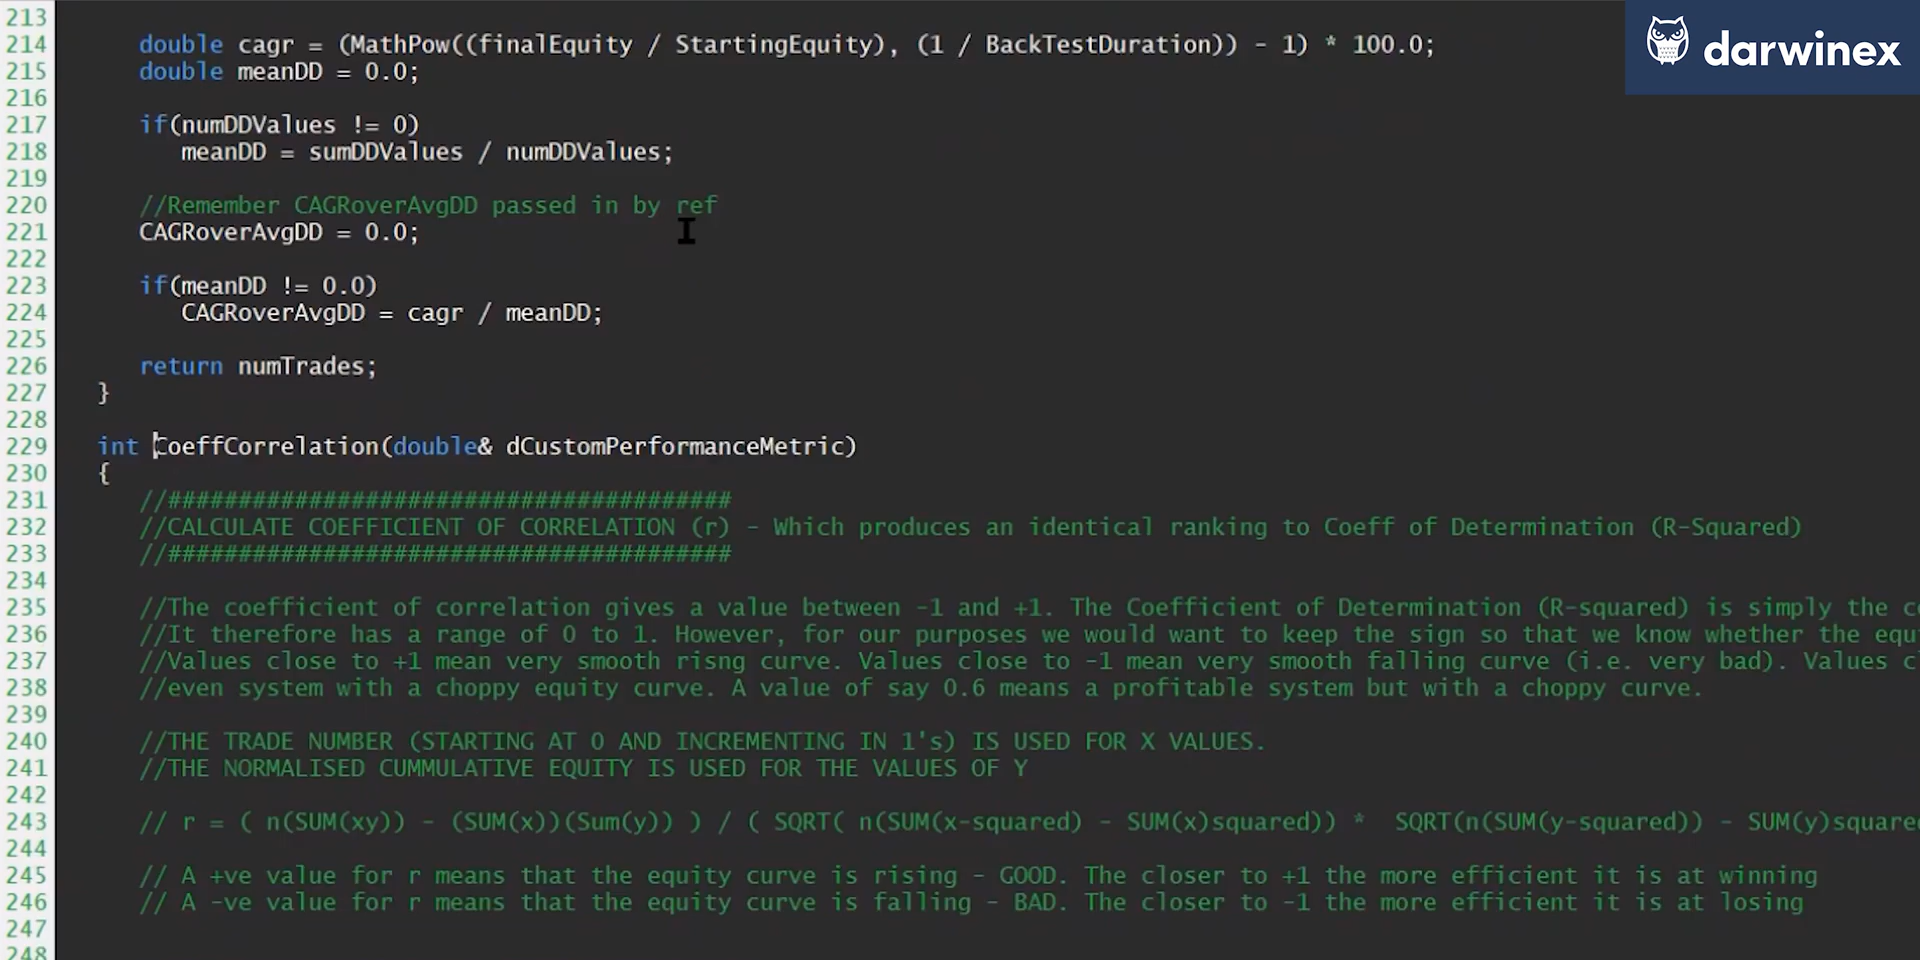 213
darwinex
214 double cagr = (MathPow((finalEquity / StartingEquity), (1 / BackTestDuration)) - 1) * 100.0;
215 double meanDD = 0.0;
216
217 if(numDDValues != 0)
218 meanDD = sumDDValues / numDDValues;
219
220 //Remember CAGRoverAvgDD passed in by ref
221 CAGRoverAvgDD = 0.0;
222
223 if(meanDD != 0.0)
224 CAGRoverAvgDD = cagr / meanDD;
225
226 return numTrades;
227 }
228
229 int CoeffCorrelation(double& dCustomPerformanceMetric)
230 {
231 //########################################
232 //CALCULATE COEFFICIENT OF CORRELATION (r) - Which produces an identical ranking to Coeff of Determination (R-Squared)
233 //########################################
234
235 //The coefficient of correlation gives a value between -1 and +1. The Coefficient of Determination (R-squared) is simply the
236 //It therefore has a range of 0 to 1. However, for our purposes we would want to keep the sign so that we know whether the
237 //Values close to +1 mean very smooth risng curve. Values close to -1 mean very smooth falling curve (i.e. very bad). Values
238 //even system with a choppy equity curve. A value of say 0.6 means a profitable system but with a choppy curve.
239
240 //THE TRADE NUMBER (STARTING AT 0 AND INCREMENTING IN 1's) IS USED FOR X VALUES.
241 //THE NORMALISED CUMMULATIVE EQUITY IS USED FOR THE VALUES OF Y
242
243 // r = ( n(SUM(xy)) - (SUM(x))(Sum(y)) ) / ( SQRT( n(SUM(x-squared) - SUM(x)squared)) * SQRT(n(SUM(y-squared)) - SUM(y)square
244
245 // A +ve value for r means that the equity curve is rising - GOOD. The closer to +1 the more efficient it is at winning
246 // A -ve value for r means that the equity curve is falling - BAD. The closer to -1 the more efficient it is at losing
247
248